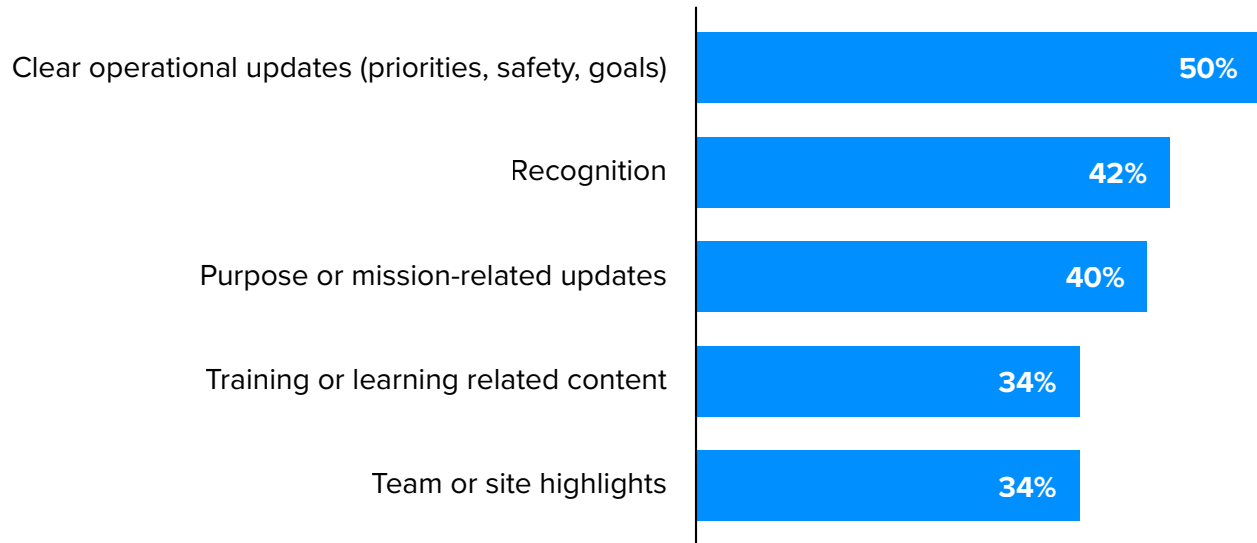 Clear operational updates (priorities, safety, goals) 50%
Recognition 42%
Purpose or mission-related updates 40%
Training or learning related content 34%
Team or site highlights 34%